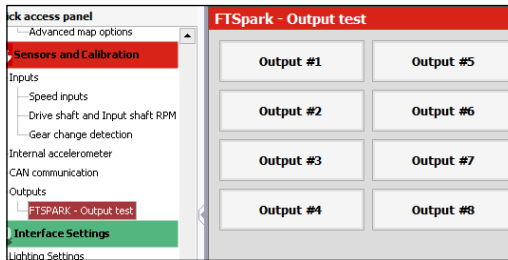 ick access panel
Advanced map options
Sensors and Calibration
Inputs
Speed inputs
Drive shaft and Input shaft RPM
Gear change detection
Internal accelerometer
CAN communication
Outputs
FTSPARK - Output test
Interface Settings
Lighting Settings
FTSpark - Output test
Output #1
Output #5
Output #2
Output #6
Output #3
Output #7
Output #4
Output #8